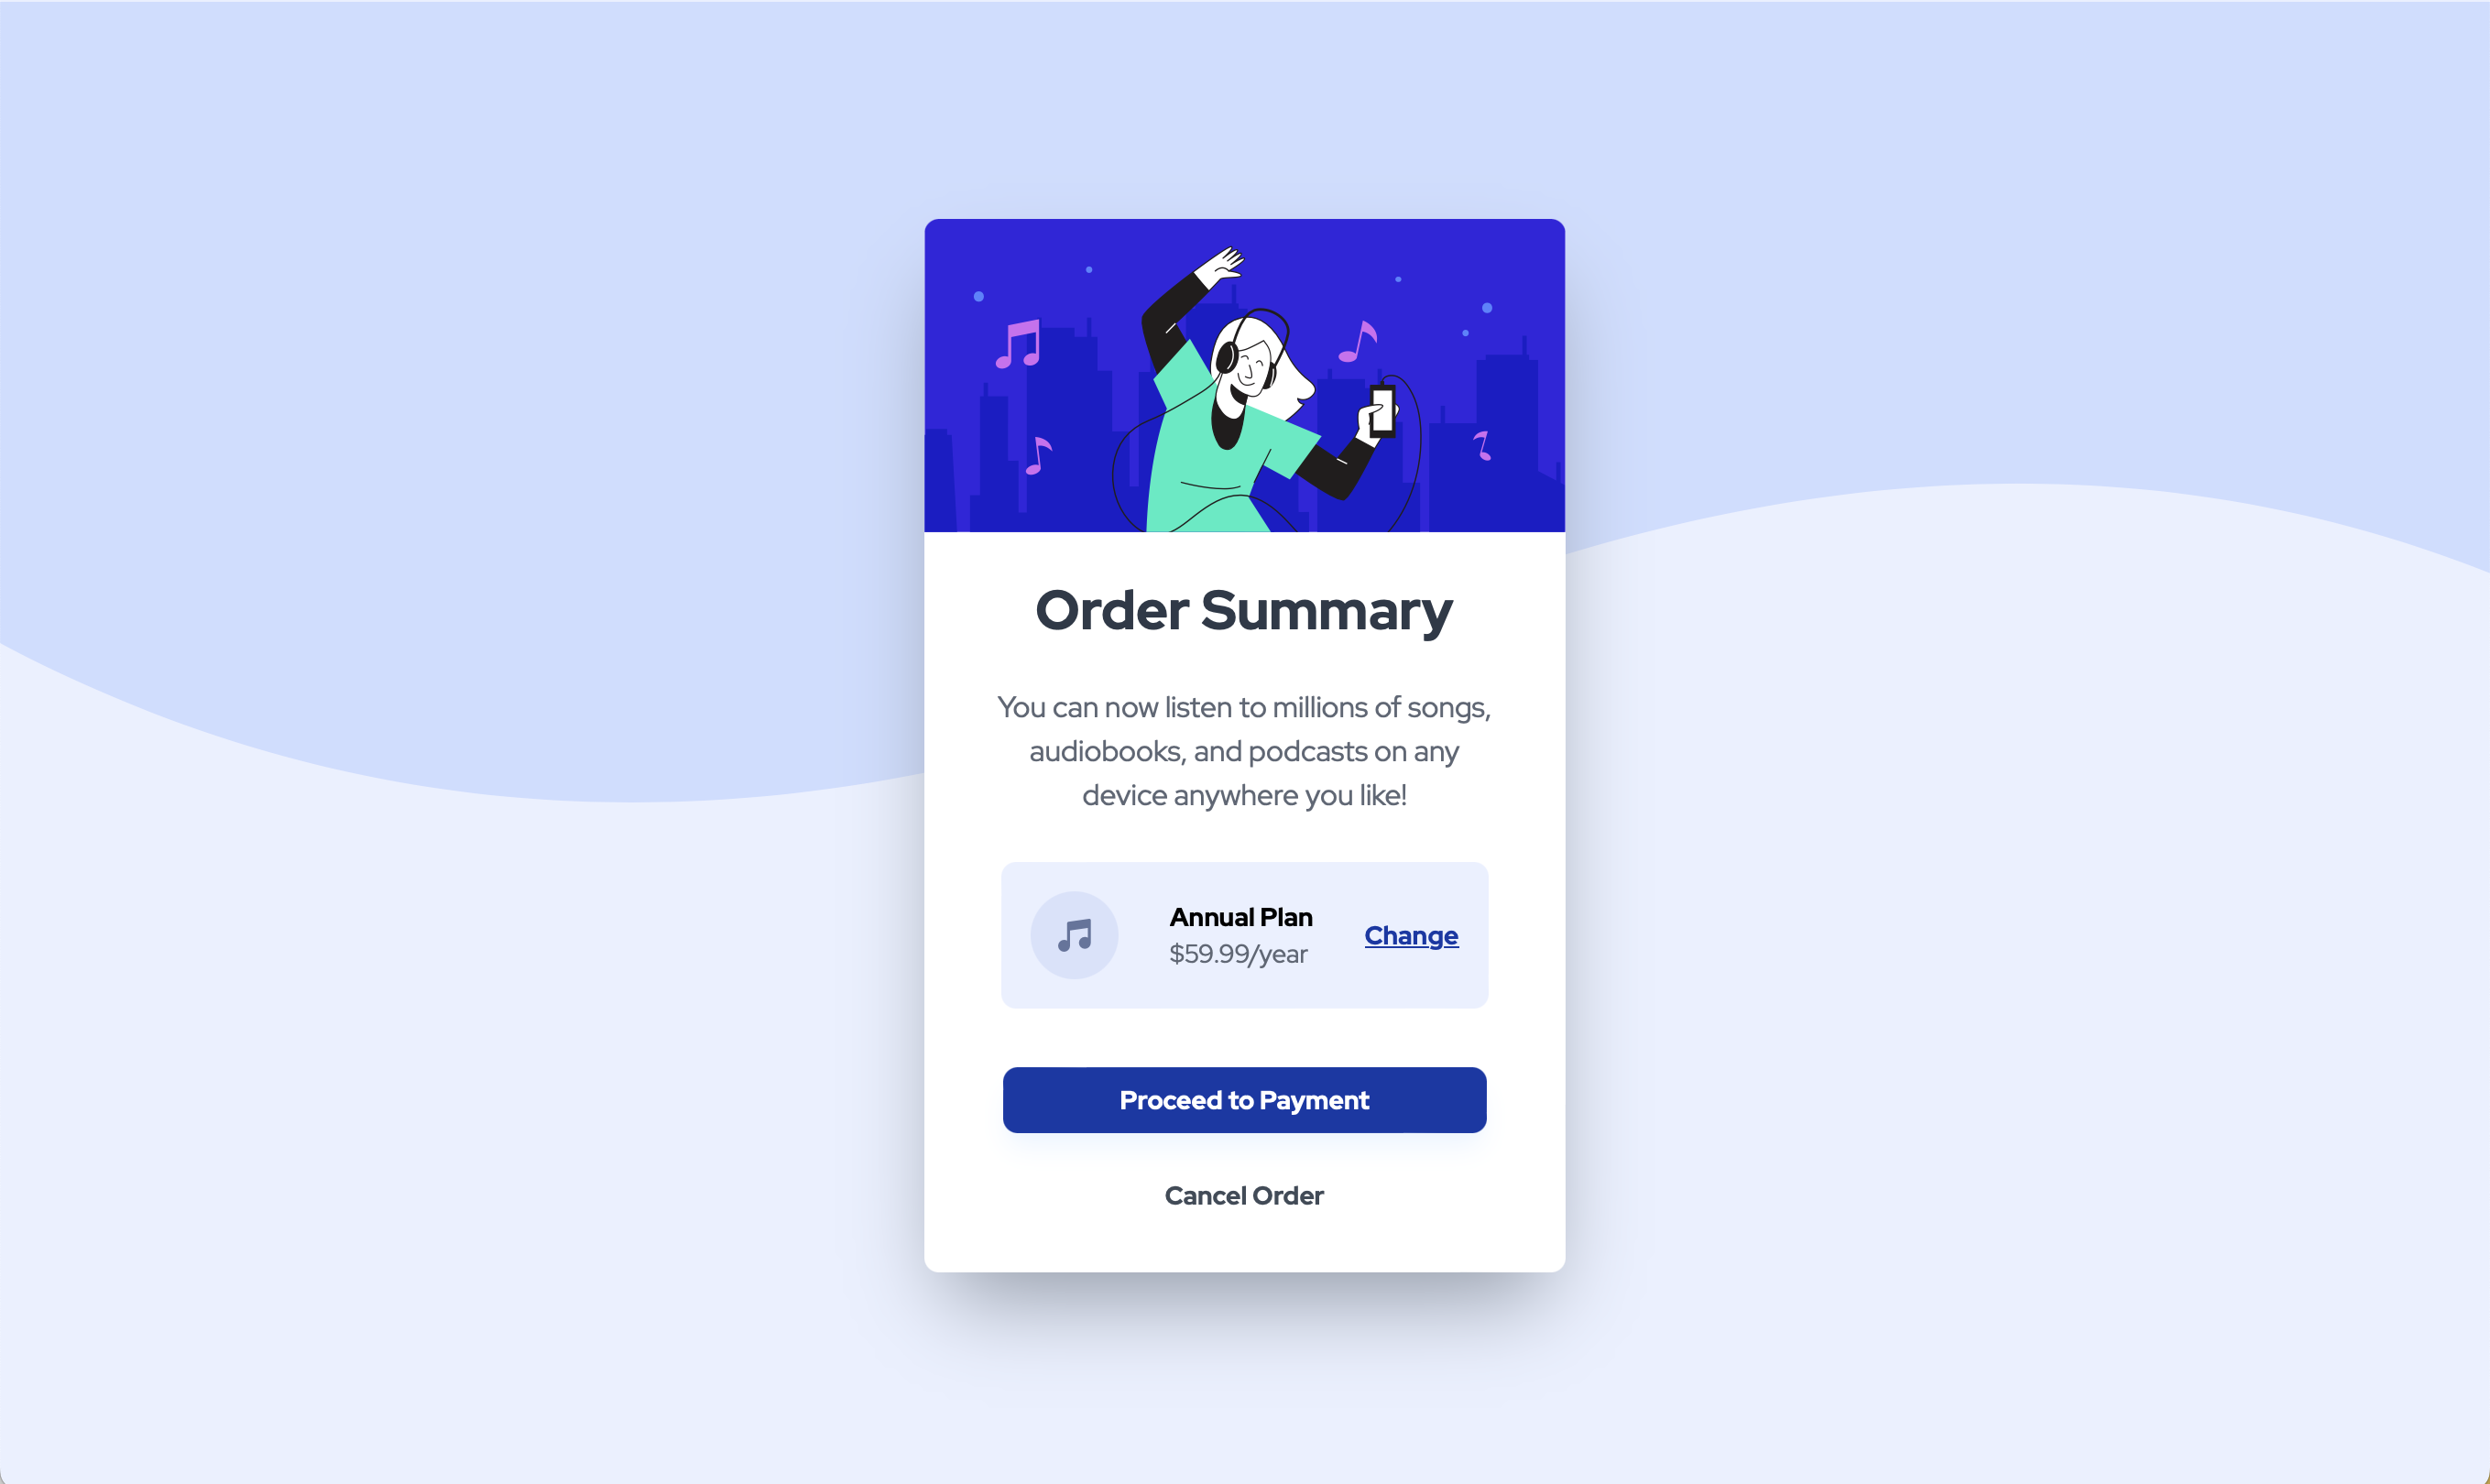 Order Summary
You can now listen to millions of songs,
audiobooks, and podcasts on any
device anywhere you like!
Annual Plan
$59.99/year
Change
Proceed to Payment
Cancel Order